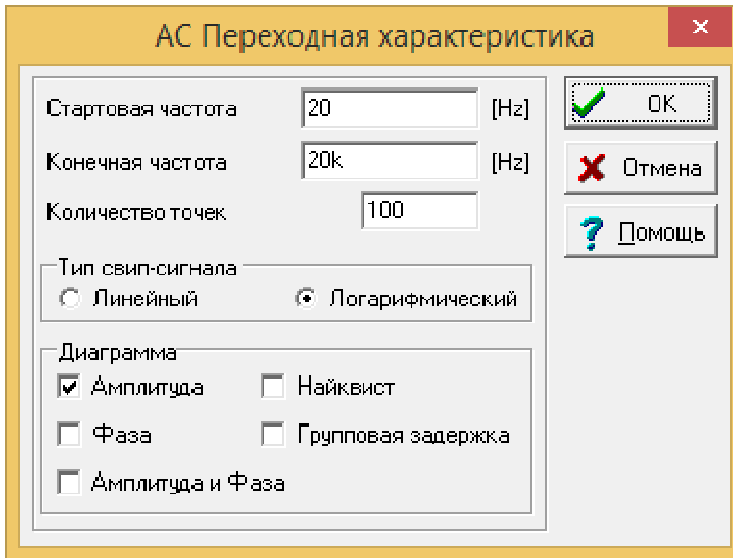 АС Переходная характеристика
Стартовая частота 20 [Hz]
Конечная частота 20k [Hz]
Количество точек 100
Тип свип-сигнала
Линейный Логарифмический
Диаграмма
Амплитуда Найквист
Фаза Групповая задержка
Амплитуда и Фаза
OK
Отмена
Помощь